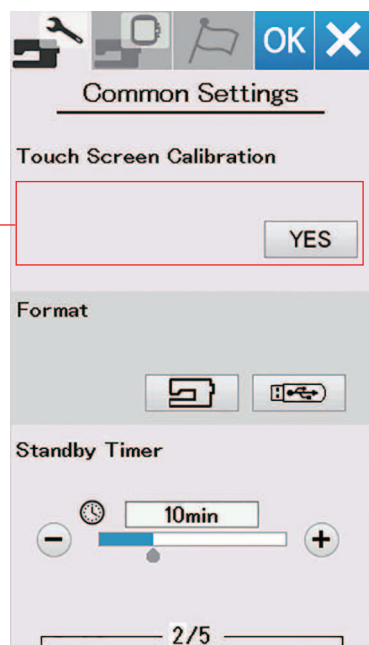 OK
Common Settings
Touch Screen Calibration
YES
Format
Standby Timer
10min
2/5